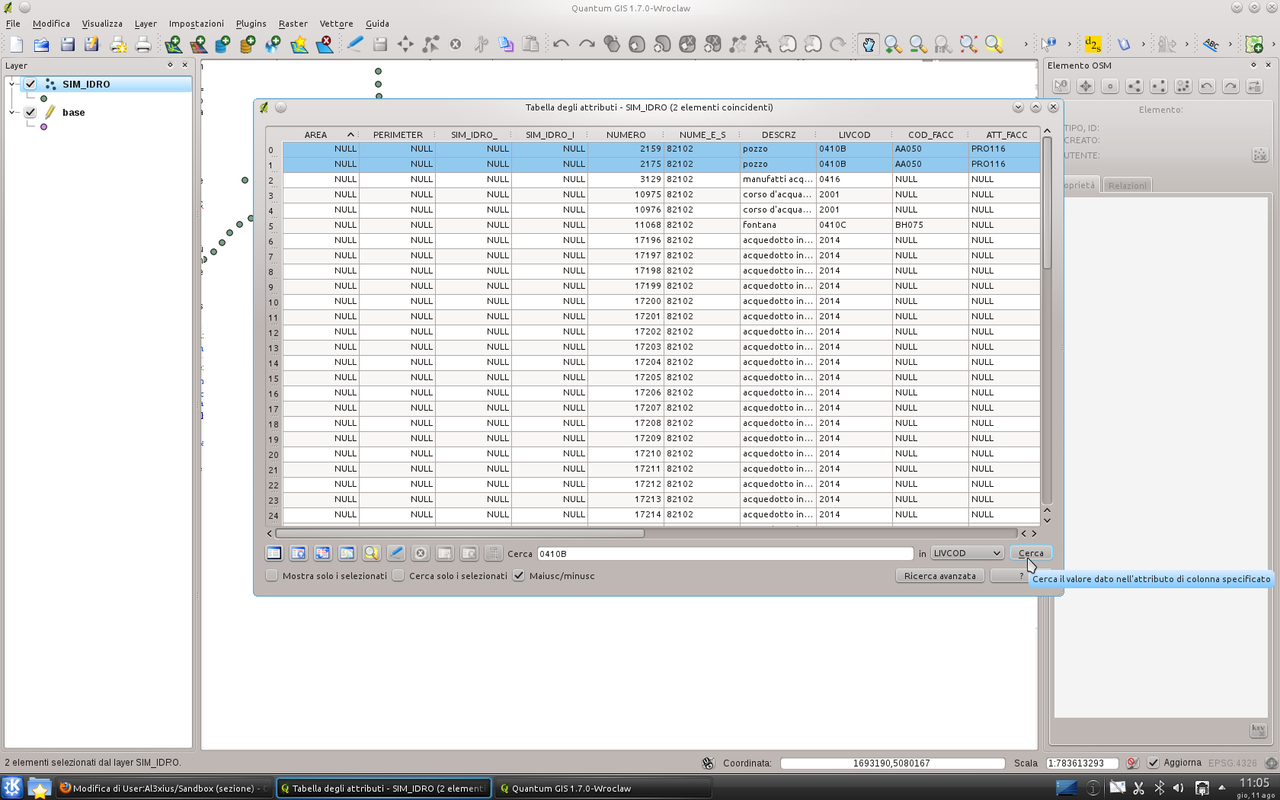 Quantum GIS 1.7.0-Wroclaw
File Modifica Visualizza Layer Impostazioni Plugins Raster Vettore Guida
Layer
SIM_IDRO
base
Elemento OSM
Elemento:
TIPO, ID:
CREATO:
UTENTE:
Relazioni
Tabella degli attributi - SIM_IDRO (2 elementi coincidenti)
AREA PERIMETER SIM_IDRO_ SIM_IDRO_I NUMERO NUME_E_S DESCRZ LIVCOD COD_FACC ATT_FACC
0 NULL NULL NULL NULL 2159 82102 pozzo 0410B AA050 PRO116
1 NULL NULL NULL NULL 2175 82102 pozzo 0410B AA050 PRO116
2 NULL NULL NULL NULL 3129 82102 manufatti acq... 0416 NULL NULL
3 NULL NULL NULL NULL 10975 82102 corso d'acqua... 2001 NULL NULL
4 NULL NULL NULL NULL 10976 82102 corso d'acqua... 2001 NULL NULL
5 NULL NULL NULL NULL 11068 82102 fontana 0410C BH075 NULL
6 NULL NULL NULL NULL 17196 82102 acquedotto in... 2014 NULL NULL
7 NULL NULL NULL NULL 17197 82102 acquedotto in... 2014 NULL NULL
8 NULL NULL NULL NULL 17198 82102 acquedotto in... 2014 NULL NULL
9 NULL NULL NULL NULL 17199 82102 acquedotto in... 2014 NULL NULL
10 NULL NULL NULL NULL 17200 82102 acquedotto in... 2014 NULL NULL
11 NULL NULL NULL NULL 17201 82102 acquedotto in... 2014 NULL NULL
12 NULL NULL NULL NULL 17202 82102 acquedotto in... 2014 NULL NULL
13 NULL NULL NULL NULL 17203 82102 acquedotto in... 2014 NULL NULL
14 NULL NULL NULL NULL 17204 82102 acquedotto in... 2014 NULL NULL
15 NULL NULL NULL NULL 17205 82102 acquedotto in... 2014 NULL NULL
16 NULL NULL NULL NULL 17206 82102 acquedotto in... 2014 NULL NULL
17 NULL NULL NULL NULL 17207 82102 acquedotto in... 2014 NULL NULL
18 NULL NULL NULL NULL 17208 82102 acquedotto in... 2014 NULL NULL
19 NULL NULL NULL NULL 17209 82102 acquedotto in... 2014 NULL NULL
20 NULL NULL NULL NULL 17210 82102 acquedotto in... 2014 NULL NULL
21 NULL NULL NULL NULL 17211 82102 acquedotto in... 2014 NULL NULL
22 NULL NULL NULL NULL 17212 82102 acquedotto in... 2014 NULL NULL
23 NULL NULL NULL NULL 17213 82102 acquedotto in... 2014 NULL NULL
24 NULL NULL NULL NULL 17214 82102 acquedotto in... 2014 NULL NULL
Cerca 0410B in LIVCOD Cerca
Mostra solo i selezionati Cerca solo i selezionati Maiusc/minusc Ricerca avanzata ?
Cerca il valore dato nell'attributo di colonna specificato
2 elementi selezionati dal layer SIM_IDRO. Coordinata: 1693190,5080167 Scala 1:783613293 Aggiorna EPSG 4326
Modifica di User:Al3xius/Sandbox (sezione) - Tabella degli attributi - SIM_IDRO (2 elementi Quantum GIS 1.7.0-Wroclaw
11:05
gio, 11 ago